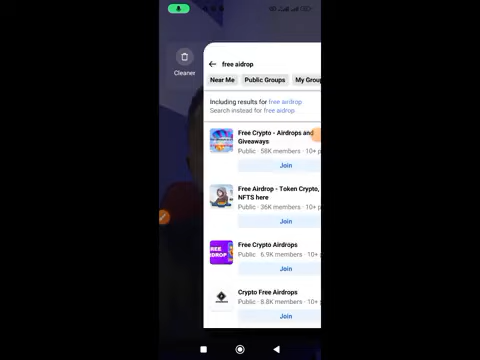 Cleaner
free aidrop
Near Me
Public Groups
My Group
Including results for free airdrop
Search instead for free aidrop
Free Crypto - Airdrops and
Giveaways
Public · 58K members · 10+ p
Join
Free Airdrop - Token Crypto,
NFTS here
Public · 36K members · 10+ p
Join
Free Crypto Airdrops
Public · 6.9K members · 10+
Join
Crypto Free Airdrops
Public · 8.8K members · 10+
Join